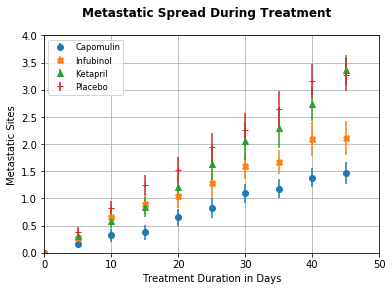 Metastatic Spread During Treatment
4.0
3.5
3.0
2.5
2.0
1.5
1.0
0.5
0.0
Metastatic Sites
Capomulin
Infubinol
Ketapril
Placebo
0 10 20 30 40 50
Treatment Duration in Days